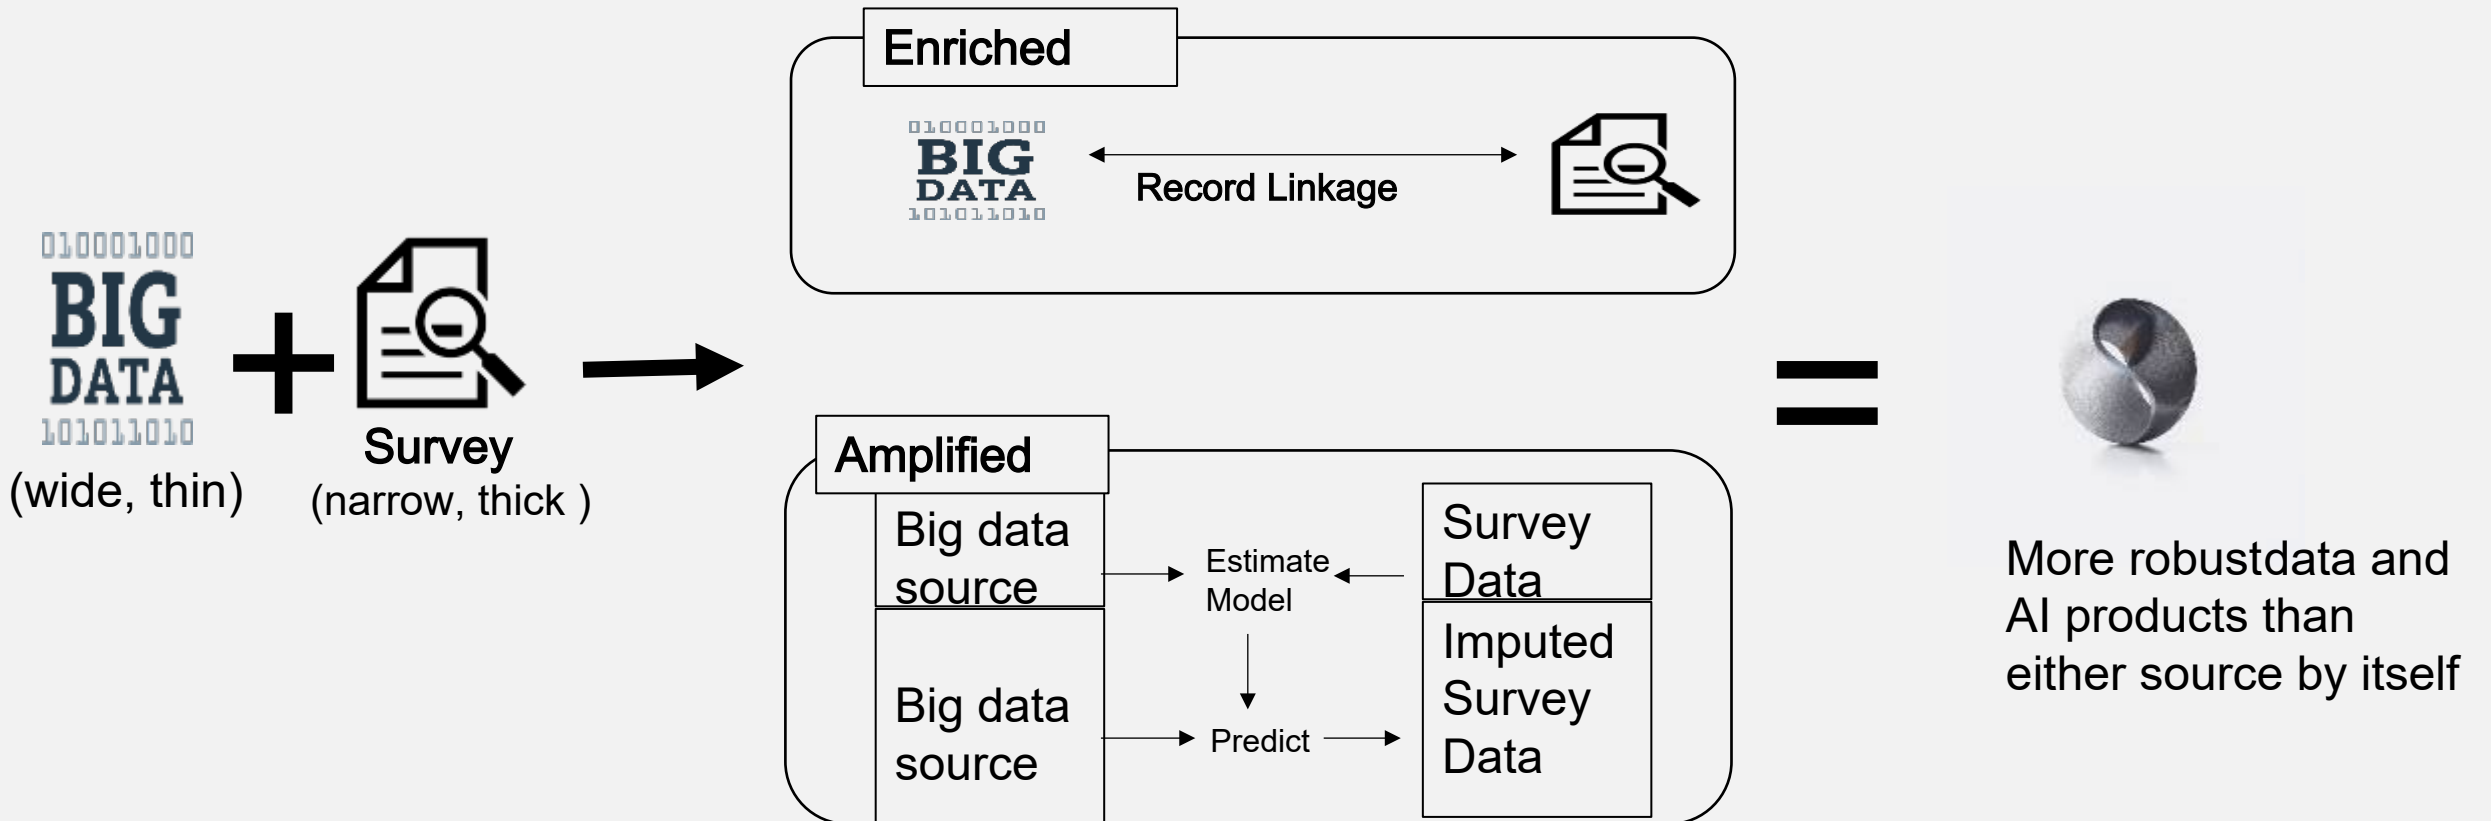 010001000
BIG
DATA
101011010
(wide, thin)
Survey
(narrow, thick )
Enriched
010001000
BIG
DATA
101011010
Record Linkage
Amplified
Big data
source
Estimate
Model
Survey
Data
Big data
source
Predict
Imputed
Survey
Data
More robustdata and
AI products than
either source by itself